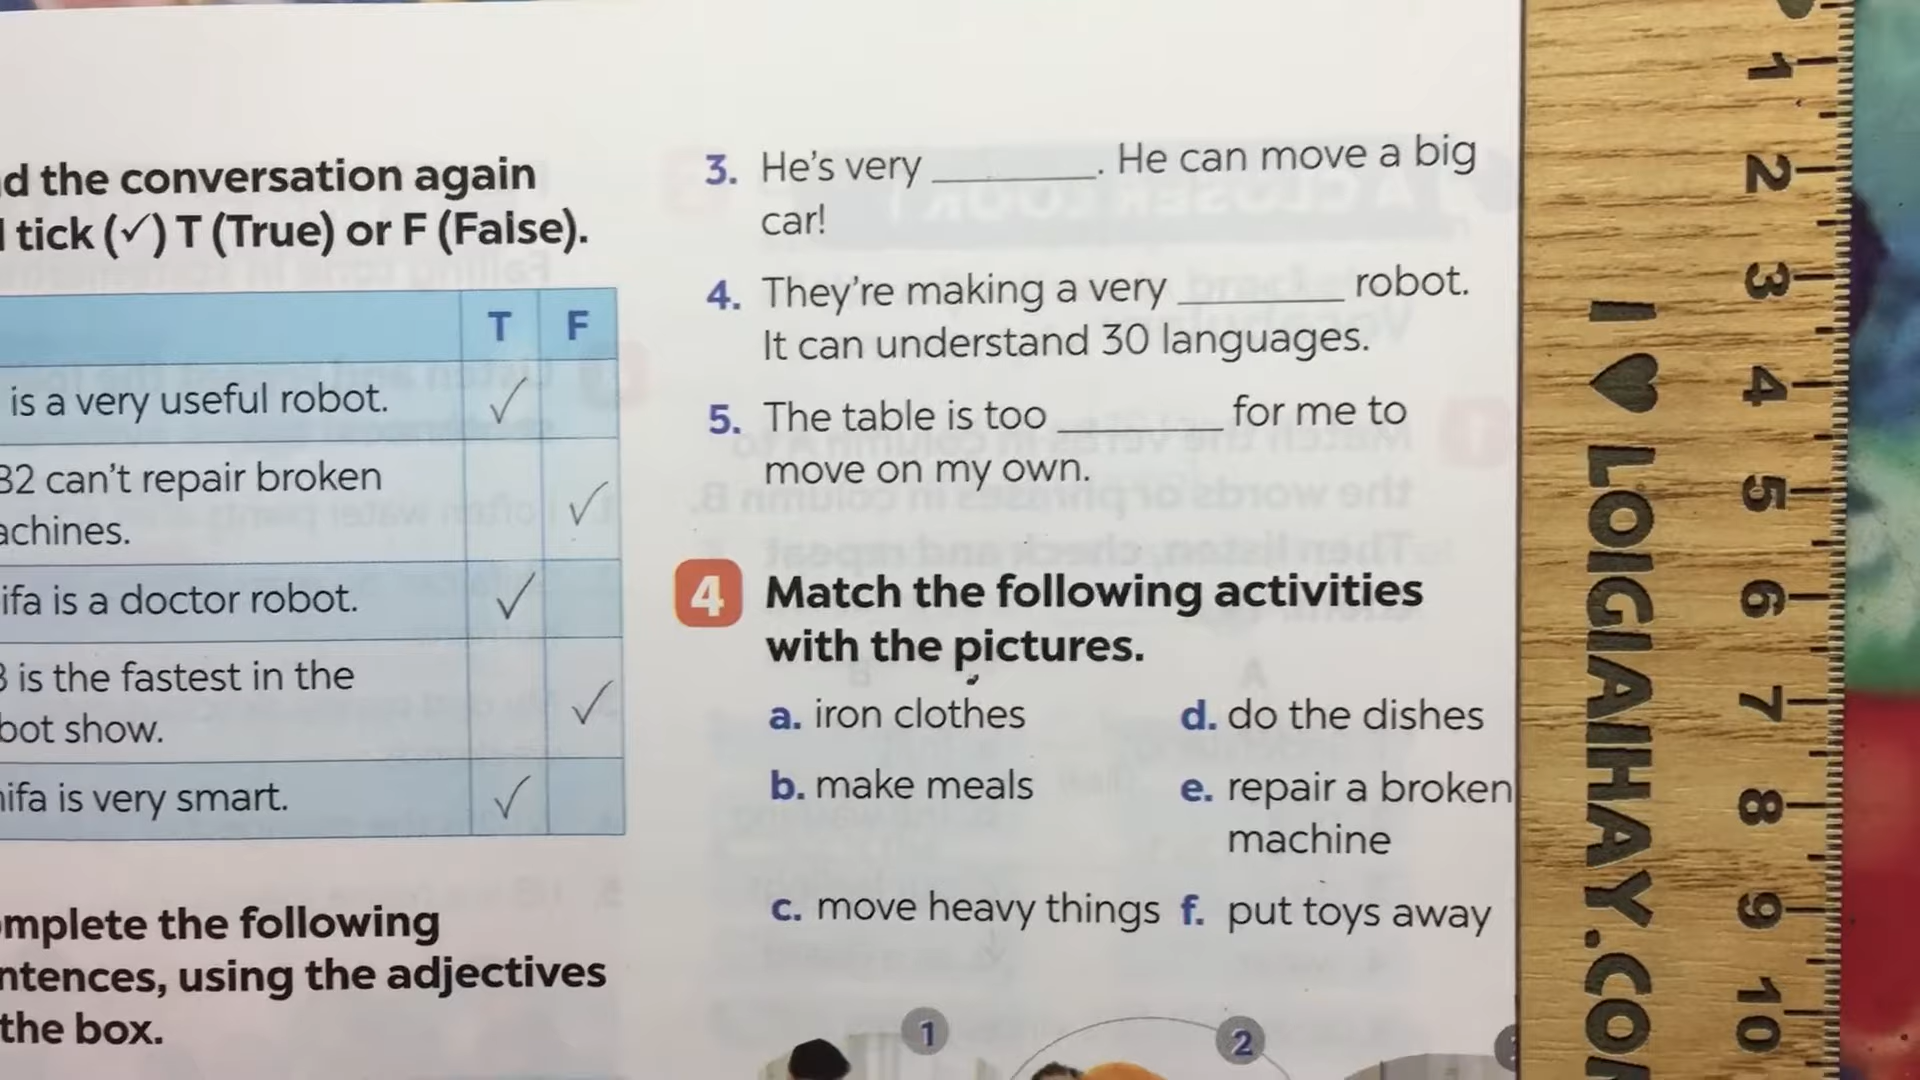 d the conversation again
tick (✓) T (True) or F (False).
T F
is a very useful robot. ✓
B2 can't repair broken
achines. ✓
ifa is a doctor robot. ✓
is the fastest in the
bot show. ✓
ifa is very smart. ✓
omplete the following
ntences, using the adjectives
the box.
3. He's very ________. He can move a big
car!
4. They're making a very ________ robot.
It can understand 30 languages.
5. The table is too ________ for me to
move on my own.
4 Match the following activities
with the pictures.
a. iron clothes
b. make meals
c. move heavy things
d. do the dishes
e. repair a broken
machine
f. put toys away
1
2
I ♥ LOIGIAIHAY.CO
1
2
3
4
5
6
7
8
9
10